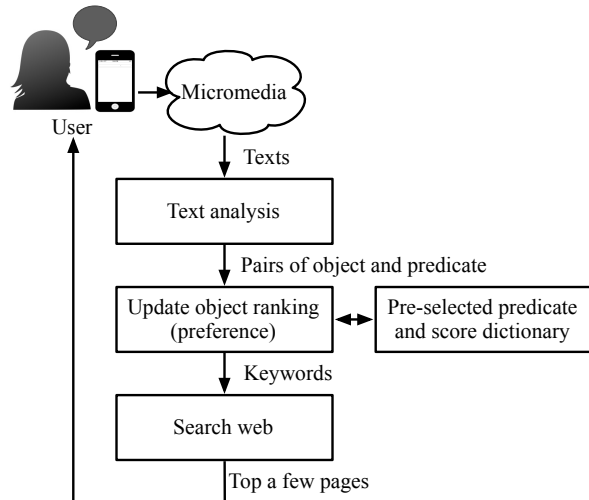 Micromedia
User
Texts
Text analysis
Pairs of object and predicate
Update object ranking
(preference)
Pre-selected predicate
and score dictionary
Keywords
Search web
Top a few pages